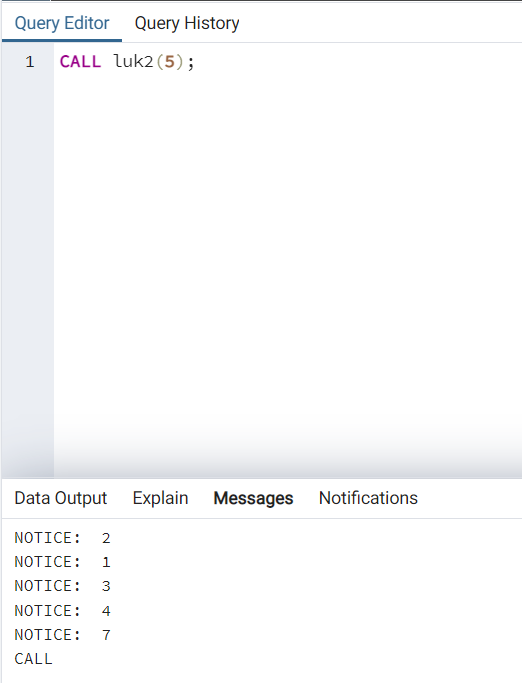 Query Editor Query History
1 CALL luk2(5);
Data Output Explain Messages Notifications
NOTICE:  2
NOTICE:  1
NOTICE:  3
NOTICE:  4
NOTICE:  7
CALL